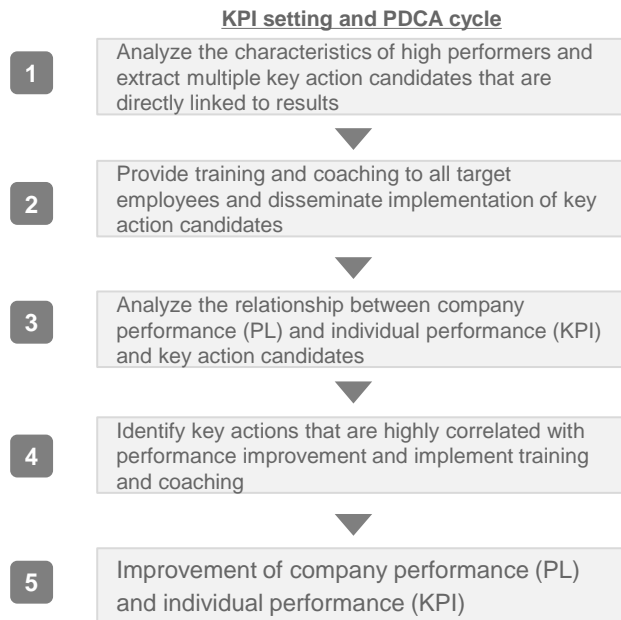 KPI setting and PDCA cycle
1
Analyze the characteristics of high performers and
extract multiple key action candidates that are
directly linked to results
2
Provide training and coaching to all target
employees and disseminate implementation of key
action candidates
3
Analyze the relationship between company
performance (PL) and individual performance (KPI)
and key action candidates
4
Identify key actions that are highly correlated with
performance improvement and implement training
and coaching
5
Improvement of company performance (PL)
and individual performance (KPI)